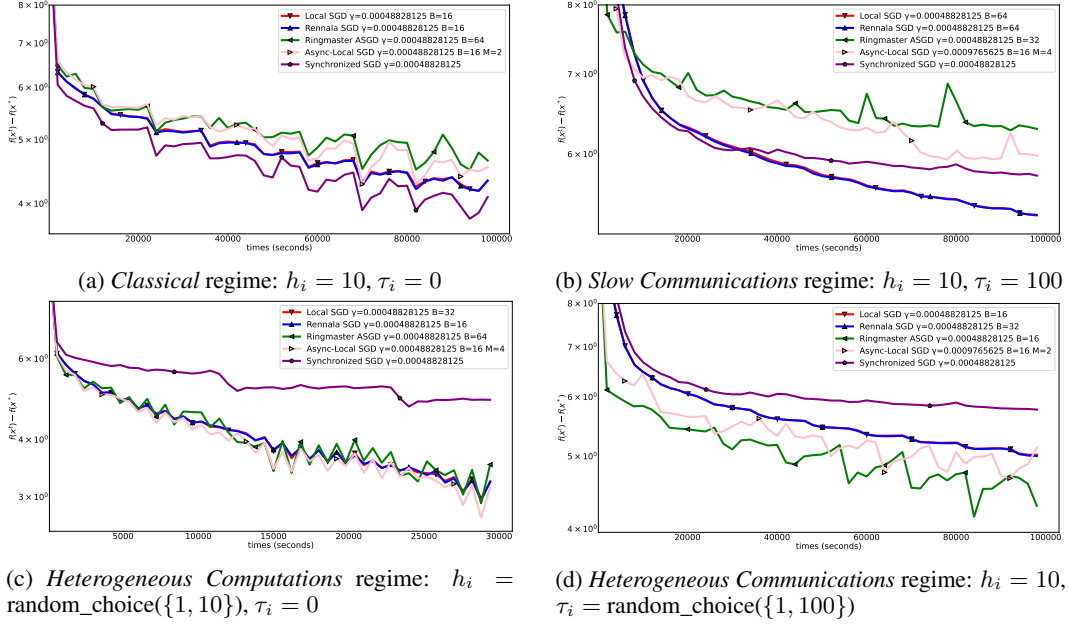 8 × 10⁰
7 × 10⁰
6 × 10⁰
5 × 10⁰
4 × 10⁰
f(xᵗ) − f(x*)
20000 40000 60000 80000 100000
times (seconds)
Local SGD γ=0.00048828125 B=16
Rennala SGD γ=0.00048828125 B=16
Ringmaster ASGD γ=0.00048828125 B=64
Async-Local SGD γ=0.00048828125 B=16 M=2
Synchronized SGD γ=0.00048828125
(a) Classical regime: hᵢ = 10, τᵢ = 0
8 × 10⁰
7 × 10⁰
6 × 10⁰
f(xᵗ) − f(x*)
20000 40000 60000 80000 100000
times (seconds)
Local SGD γ=0.00048828125 B=64
Rennala SGD γ=0.00048828125 B=64
Ringmaster ASGD γ=0.00048828125 B=32
Async-Local SGD γ=0.0009765625 B=16 M=4
Synchronized SGD γ=0.00048828125
(b) Slow Communications regime: hᵢ = 10, τᵢ = 100
6 × 10⁰
4 × 10⁰
3 × 10⁰
f(xᵗ) − f(x*)
5000 10000 15000 20000 25000 30000
times (seconds)
Local SGD γ=0.00048828125 B=32
Rennala SGD γ=0.00048828125 B=16
Ringmaster ASGD γ=0.00048828125 B=64
Async-Local SGD γ=0.00048828125 B=16 M=4
Synchronized SGD γ=0.00048828125
(c) Heterogeneous Computations regime: hᵢ =
random_choice({1, 10}), τᵢ = 0
8 × 10⁰
7 × 10⁰
6 × 10⁰
5 × 10⁰
4 × 10⁰
f(xᵗ) − f(x*)
20000 40000 60000 80000 100000
times (seconds)
Local SGD γ=0.00048828125 B=16
Rennala SGD γ=0.00048828125 B=32
Ringmaster ASGD γ=0.00048828125 B=16
Async-Local SGD γ=0.0009765625 B=16 M=2
Synchronized SGD γ=0.00048828125
(d) Heterogeneous Communications regime: hᵢ = 10,
τᵢ = random_choice({1, 100})